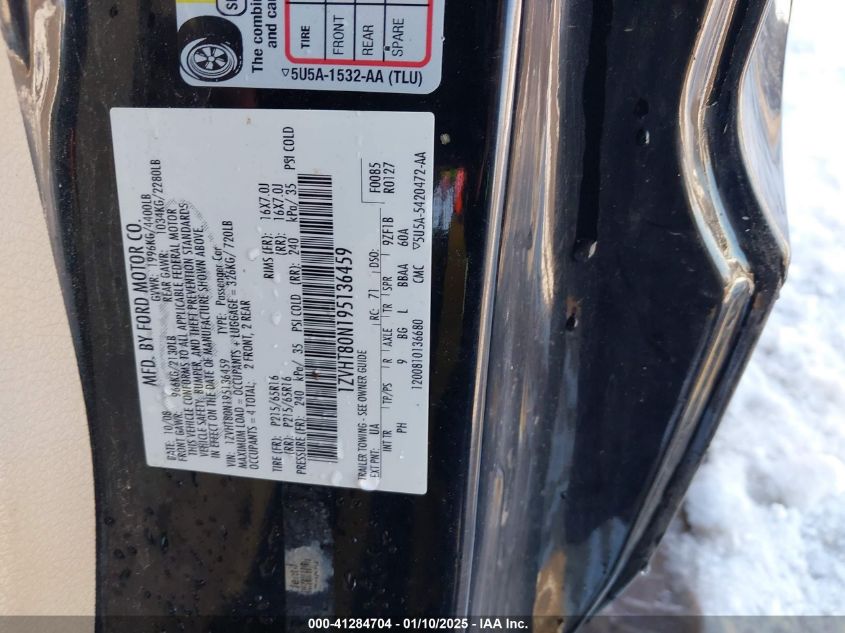 The combin
and car
TIRE
FRONT
REAR
SPARE
▽5U5A-1532-AA (TLU)
MFD. BY FORD MOTOR CO.
DATE: 10/08 GVWR: 1996KG/4400LB
FRONT GAWR: 966KG/2130LB REAR GAWR: 1034KG/2280LB
THIS VEHICLE CONFORMS TO ALL APPLICABLE FEDERAL MOTOR
VEHICLE SAFETY, BUMPER, AND THEFT PREVENTION STANDARDS
IN EFFECT ON THE DATE OF MANUFACTURE SHOWN ABOVE.
VIN: 1ZVHT80N195136459 TYPE: Passenger Car
MAXIMUM LOAD = OCCUPANTS + LUGGAGE = 326KG/ 720LB
OCCUPANTS = 4 TOTAL: 2 FRONT, 2 REAR
TIRE (FR): P215/65R16 RIMS (FR): 16X7.0J
(RR): P215/65R16 (RR): 16X7.0J
PRESSURE (FR): 240 kPa/ 35 PSI COLD (RR): 240 kPa/ 35 PSI COLD
1ZVHT80N195136459
TRAILER TOWING - SEE OWNER GUIDE F0085
EXT PNT: UA RC: 71 DSO: R0127
INT TR TP/PS R AXLE TR SPR 9ZF1B
PH 9 BG L BBAA 60A
1200810136680 CMC ▽5U5A-5420472-AA
000-41284704 01/10/2025 - IAA, Inc.